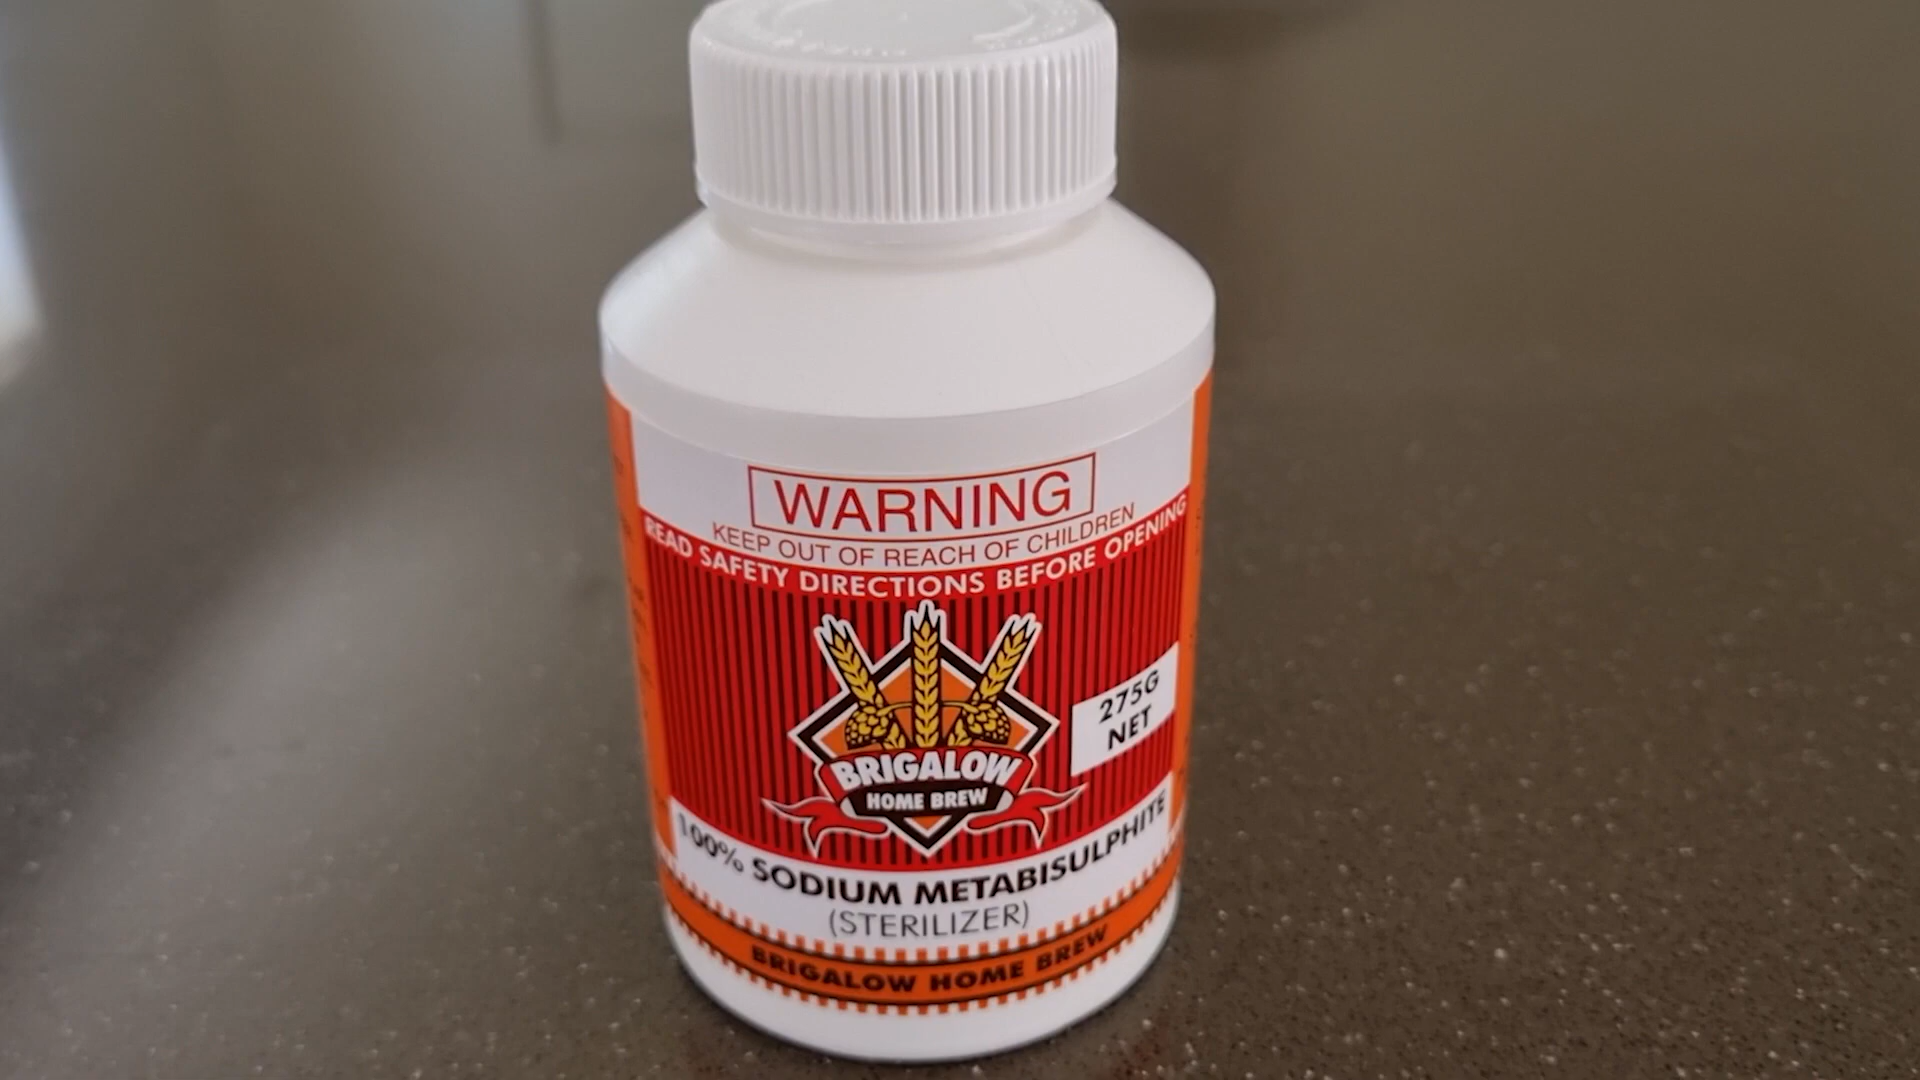 WARNING
KEEP OUT OF REACH OF CHILDREN
READ SAFETY DIRECTIONS BEFORE OPENING
275G
NET
BRIGALOW
HOME BREW
100% SODIUM METABISULPHITE
(STERILIZER)
BRIGALOW HOME BREW